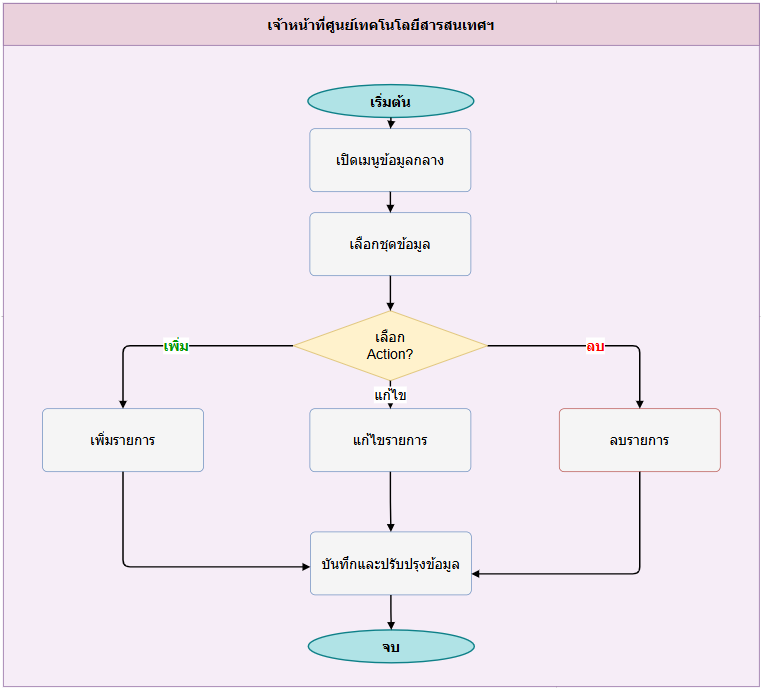 เจ้าหน้าที่ศูนย์เทคโนโลยีสารสนเทศฯ
เริ่มต้น
เปิดเมนูข้อมูลกลาง
เลือกชุดข้อมูล
เลือก
Action?
เพิ่ม
ลบ
แก้ไข
เพิ่มรายการ
แก้ไขรายการ
ลบรายการ
บันทึกและปรับปรุงข้อมูล
จบ